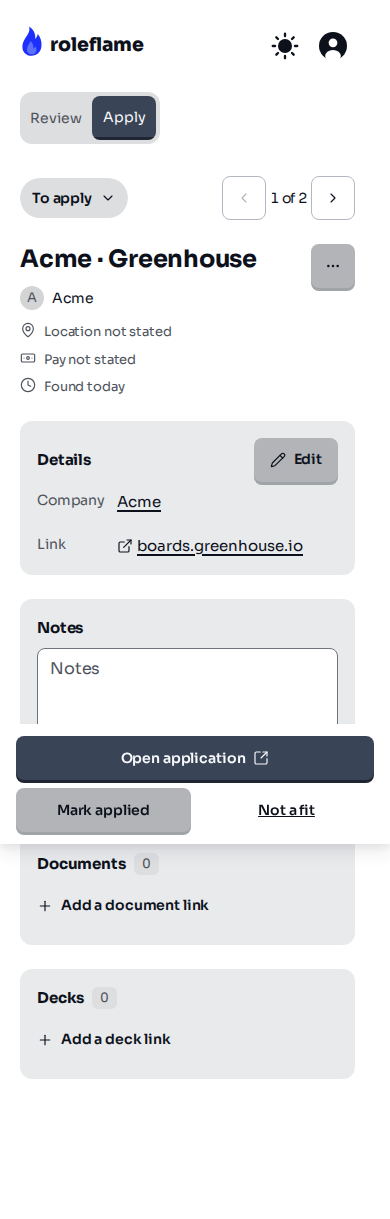 roleflame
Review Apply
To apply
1 of 2
Acme · Greenhouse
...
A Acme
Location not stated
Pay not stated
Found today
Details
Edit
Company Acme
Link boards.greenhouse.io
Notes
Notes
Open application
Mark applied Not a fit
Documents 0
Add a document link
Decks 0
Add a deck link